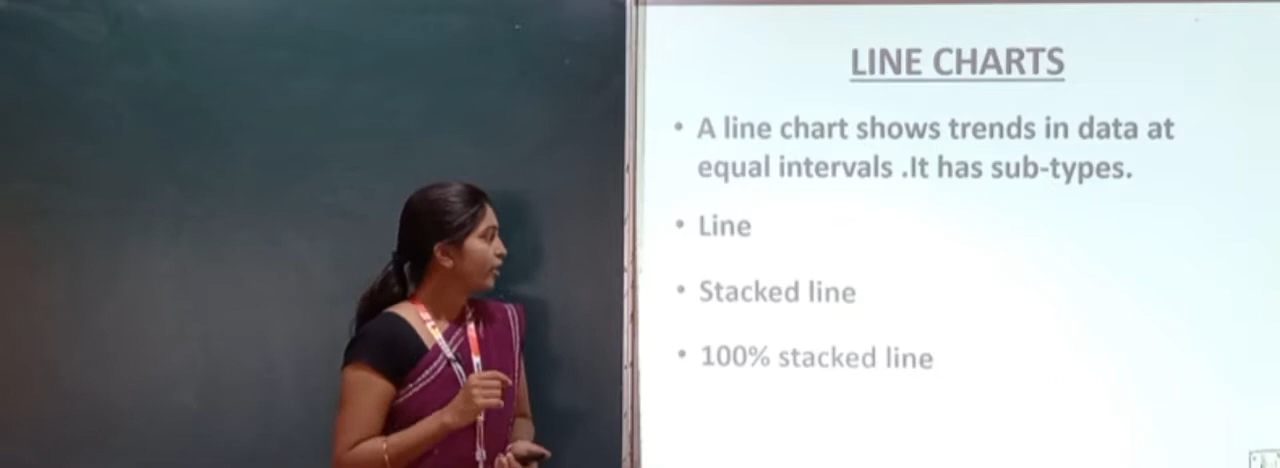 LINE CHARTS
• A line chart shows trends in data at
equal intervals .It has sub-types.
• Line
• Stacked line
• 100% stacked line